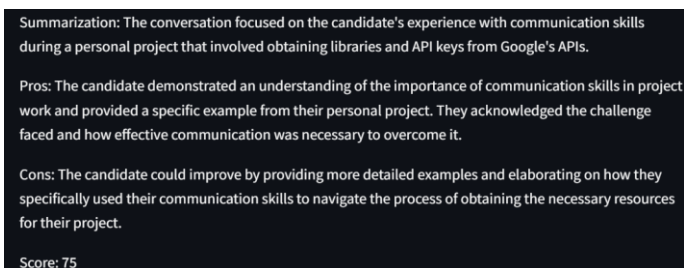 Summarization: The conversation focused on the candidate's experience with communication skills
during a personal project that involved obtaining libraries and API keys from Google's APIs.
Pros: The candidate demonstrated an understanding of the importance of communication skills in project
work and provided a specific example from their personal project. They acknowledged the challenge
faced and how effective communication was necessary to overcome it.
Cons: The candidate could improve by providing more detailed examples and elaborating on how they
specifically used their communication skills to navigate the process of obtaining the necessary resources
for their project.
Score: 75